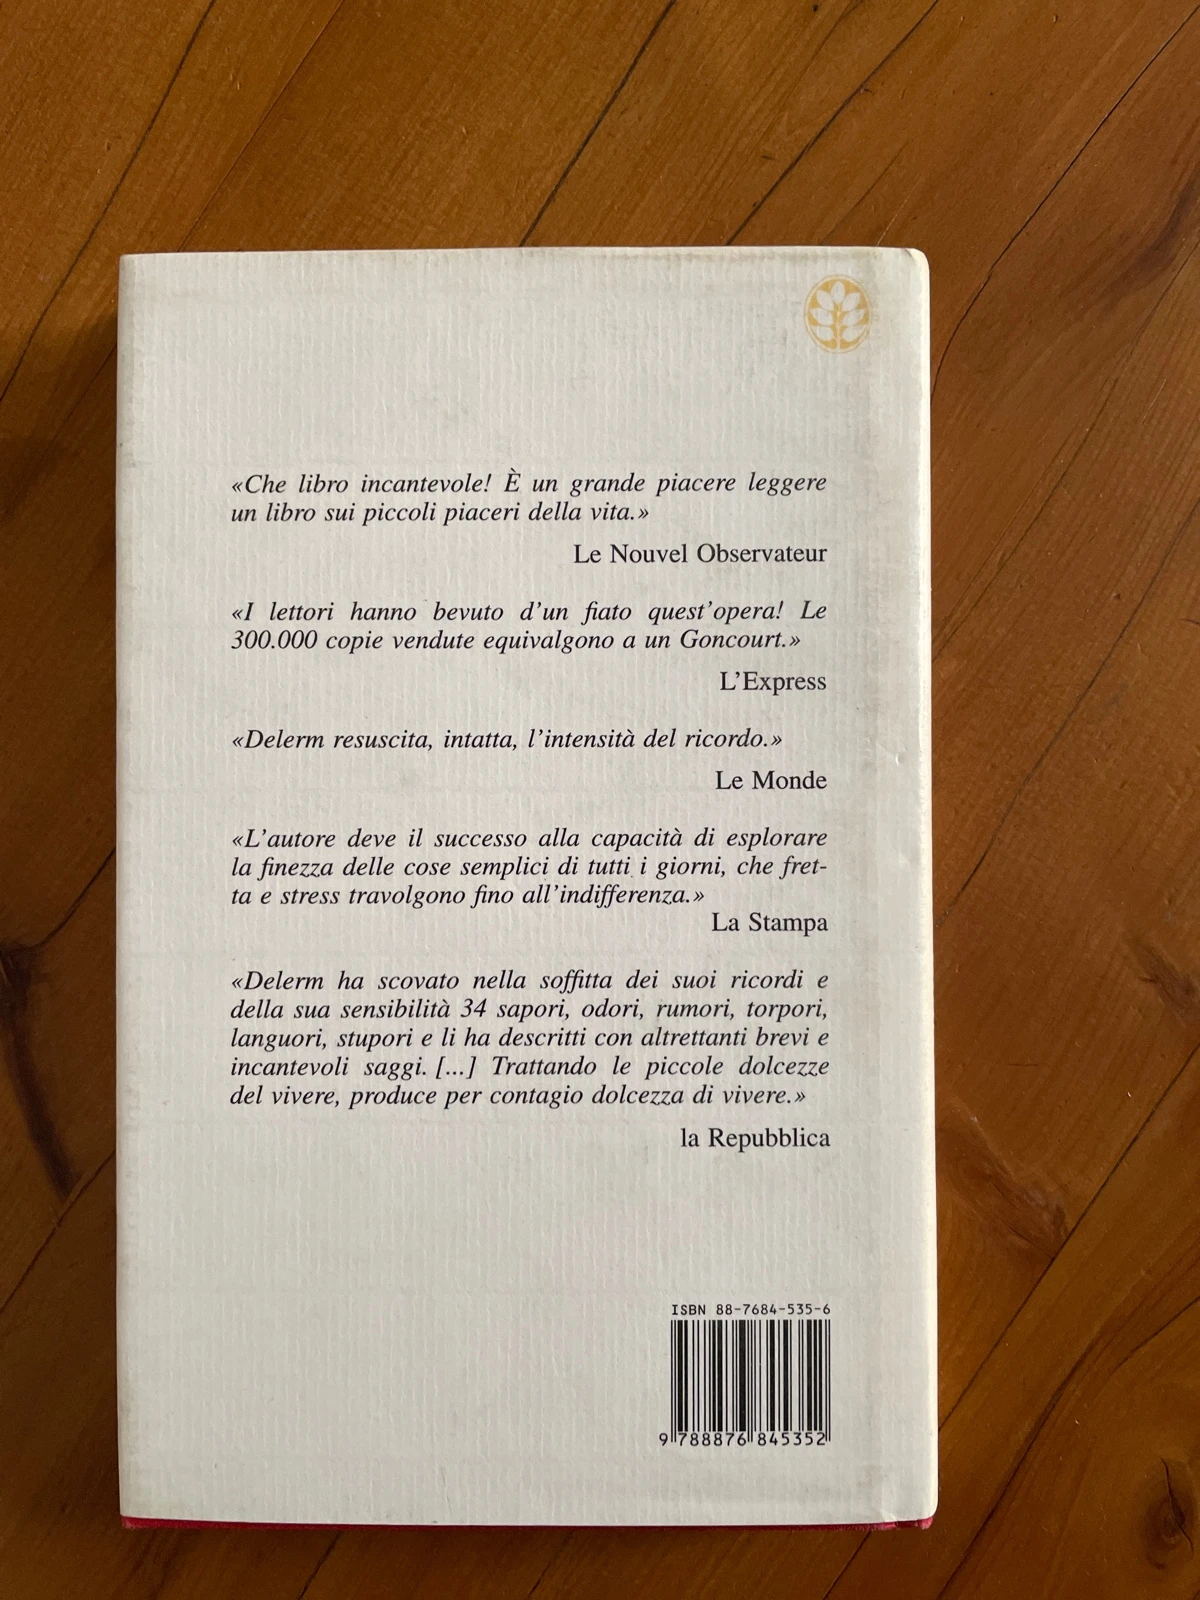 «Che libro incantevole! È un grande piacere leggere
un libro sui piccoli piaceri della vita.»
Le Nouvel Observateur
«I lettori hanno bevuto d'un fiato quest'opera! Le
300.000 copie vendute equivalgono a un Goncourt.»
L'Express
«Delerm resuscita, intatta, l'intensità del ricordo.»
Le Monde
«L'autore deve il successo alla capacità di esplorare
la finezza delle cose semplici di tutti i giorni, che fret-
ta e stress travolgono fino all'indifferenza.»
La Stampa
«Delerm ha scovato nella soffitta dei suoi ricordi e
della sua sensibilità 34 sapori, odori, rumori, torpori,
languori, stupori e li ha descritti con altrettanti brevi e
incantevoli saggi. [...] Trattando le piccole dolcezze
del vivere, produce per contagio dolcezza di vivere.»
la Repubblica
ISBN 88-7684-535-6
9 788876 845352